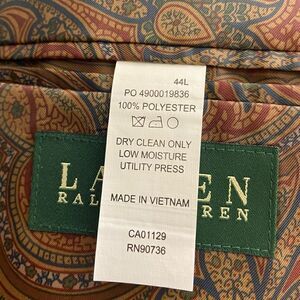 44L
PO 4900019836
100% POLYESTER
DRY CLEAN ONLY
LOW MOISTURE
UTILITY PRESS
MADE IN VIETNAM
CA01129
RN90736